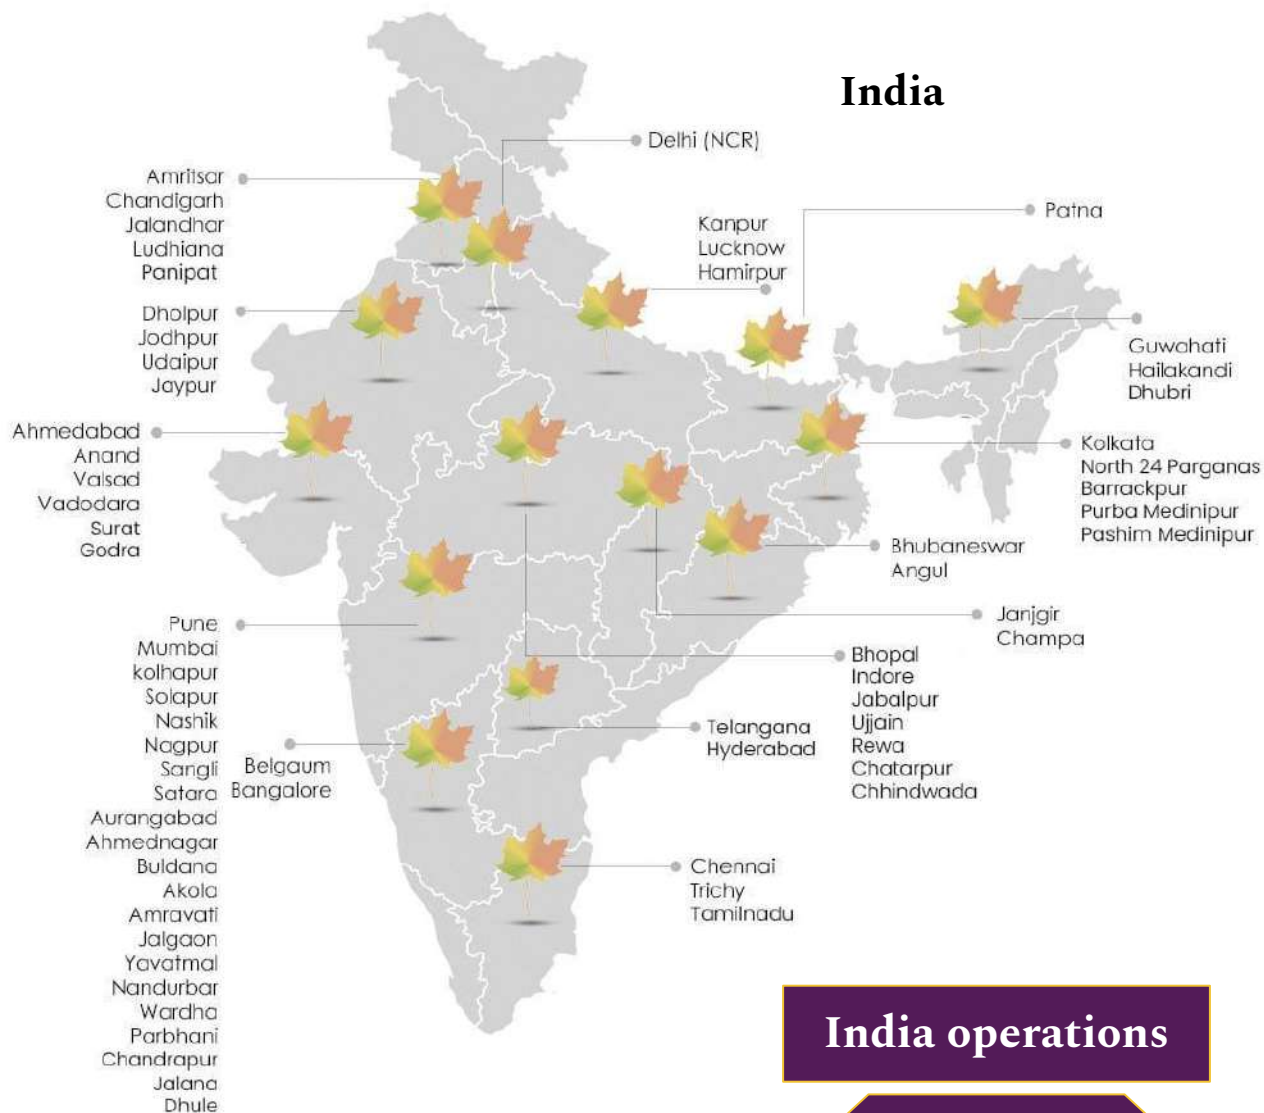 India
Delhi (NCR)
Amritsar
Chandigarh
Jalandhar
Ludhiana
Panipat
Patna
Kanpur
Lucknow
Hamirpur
Dholpur
Jodhpur
Udaipur
Jaypur
Guwahati
Hailakandi
Dhubri
Ahmedabad
Anand
Valsad
Vadodara
Surat
Godra
Kolkata
North 24 Parganas
Barrackpur
Purba Medinipur
Pashim Medinipur
Bhubaneswar
Angul
Janjgir
Champa
Pune
Mumbai
kolhapur
Solapur
Nashik
Nagpur
Sangli
Satara
Aurangabad
Ahmednagar
Buldana
Akola
Amravati
Jalgaon
Yavatmal
Nandurbar
Wardha
Parbhani
Chandrapur
Jalana
Dhule
Bhopal
Indore
Jabalpur
Ujjain
Rewa
Chatarpur
Chhindwada
Telangana
Hyderabad
Belgaum
Bangalore
Chennai
Trichy
Tamilnadu
India operations